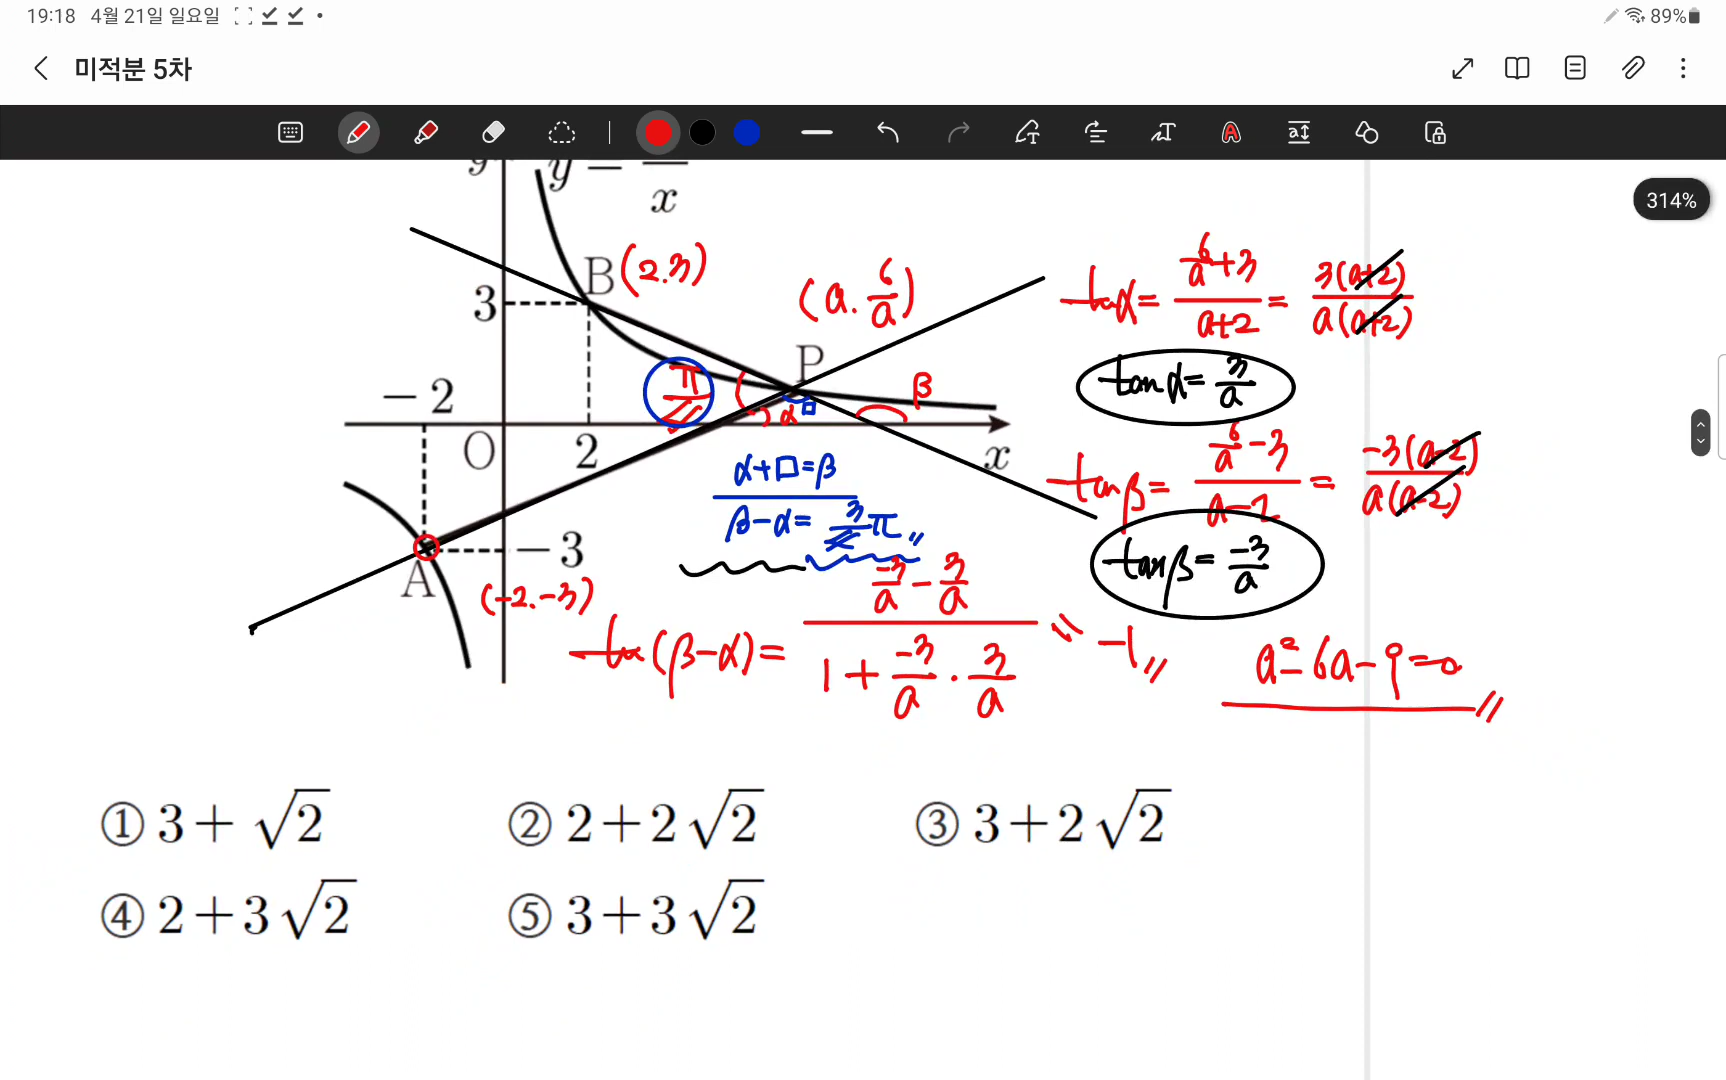 19:18 4월 21일 일요일
89%
미적분 5차
314%
y = x
B (2.3)
3
(a. 6/a)
P
-2
O
2
x
π/4
α
β
α+□=β
β-α= 3/4 π
A
-3
(-2.-3)
tanα= (6/a+3)/(a+2) = 3(a+2)/a(a+2)
tanα= 3/a
tanβ= (6/a-3)/(a-2) = -3(a-2)/a(a-2)
tanβ= -3/a
tan(β-α)= (-3/a - 3/a)/(1+ -3/a · 3/a) = -1
a²-6a-9=0
① 3+√2 ② 2+2√2 ③ 3+2√2
④ 2+3√2 ⑤ 3+3√2